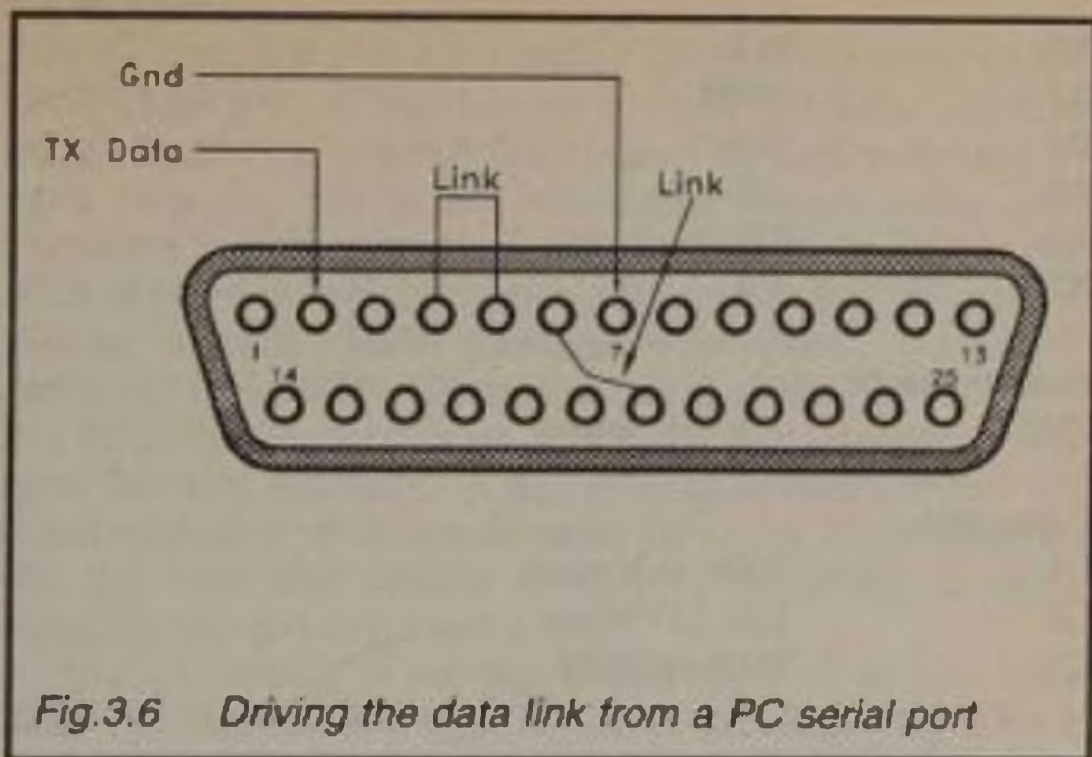 Gnd
TX Data
Link
Link
1
7
13
14
25
Fig.3.6 Driving the data link from a PC serial port